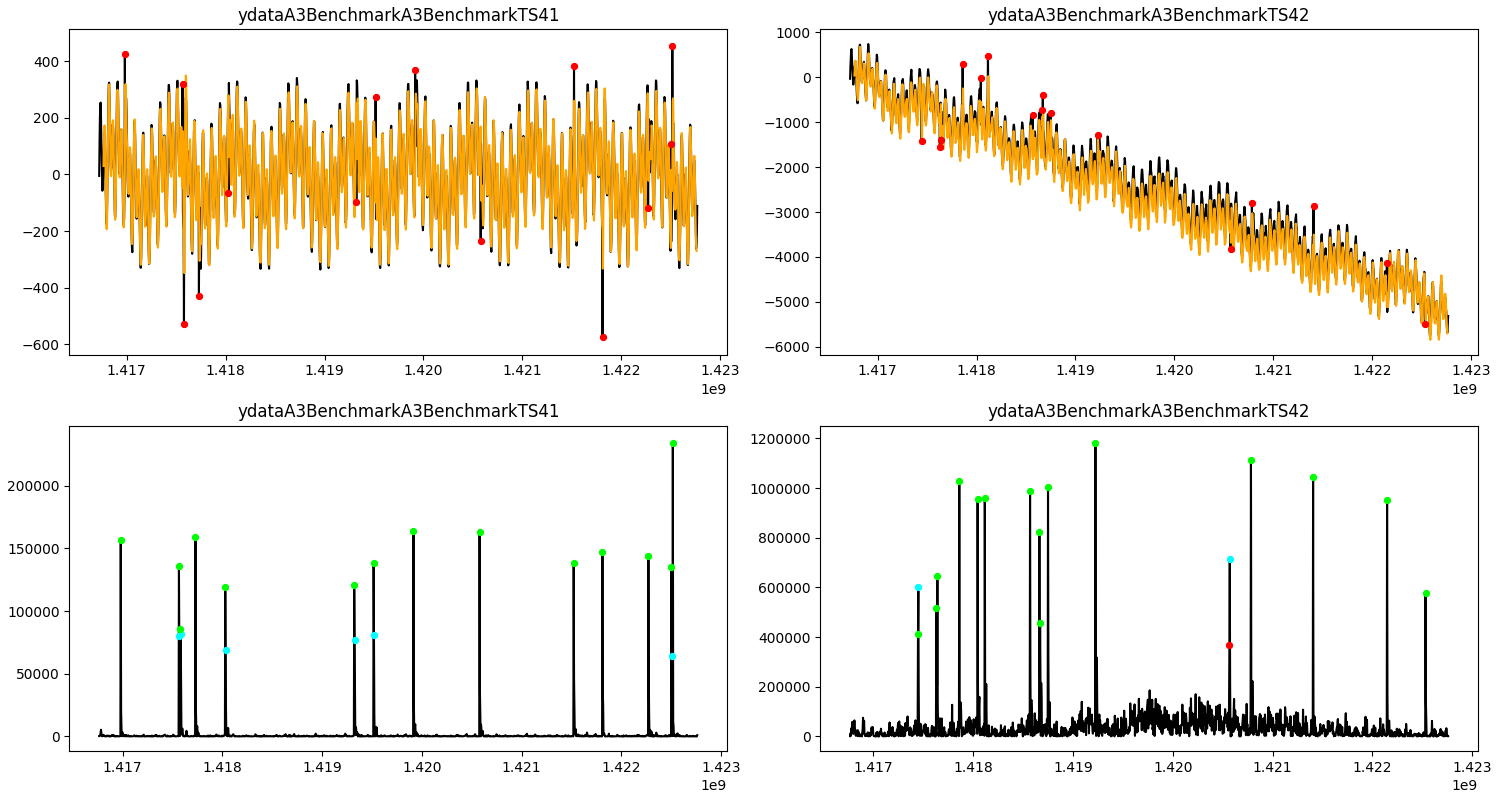 ydataA3BenchmarkA3BenchmarkTS41
400
200
0
−200
−400
−600
1.417 1.418 1.419 1.420 1.421 1.422 1.423
1e9
ydataA3BenchmarkA3BenchmarkTS42
1000
0
−1000
−2000
−3000
−4000
−5000
−6000
1.417 1.418 1.419 1.420 1.421 1.422 1.423
1e9
ydataA3BenchmarkA3BenchmarkTS41
200000
150000
100000
50000
0
1.417 1.418 1.419 1.420 1.421 1.422 1.423
1e9
ydataA3BenchmarkA3BenchmarkTS42
1200000
1000000
800000
600000
400000
200000
0
1.417 1.418 1.419 1.420 1.421 1.422 1.423
1e9